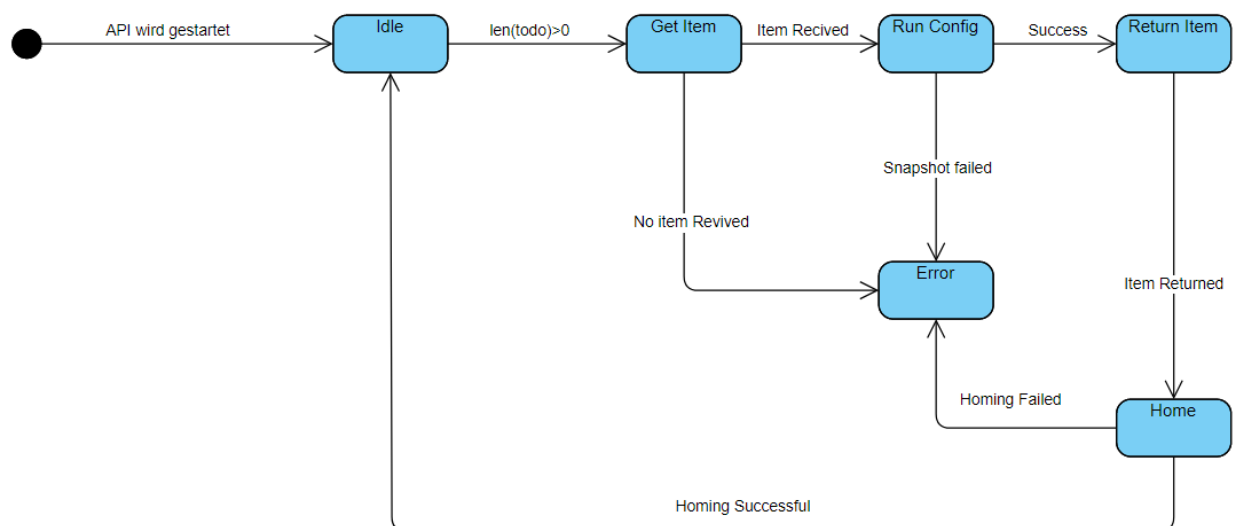 API wird gestartet
Idle
len(todo)>0
Get Item
Item Recived
Run Config
Success
Return Item
Snapshot failed
No item Revived
Error
Item Returned
Homing Failed
Home
Homing Successful